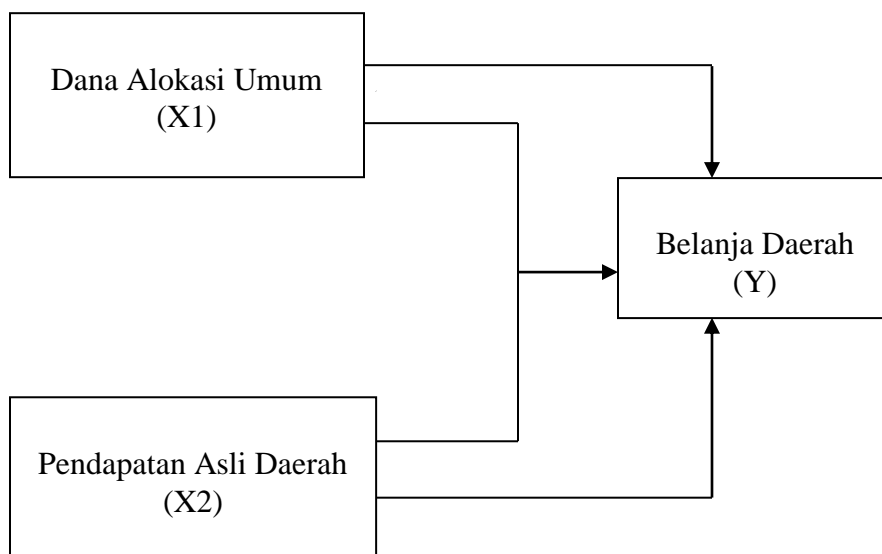 Dana Alokasi Umum
(X1)
Belanja Daerah
(Y)
Pendapatan Asli Daerah
(X2)